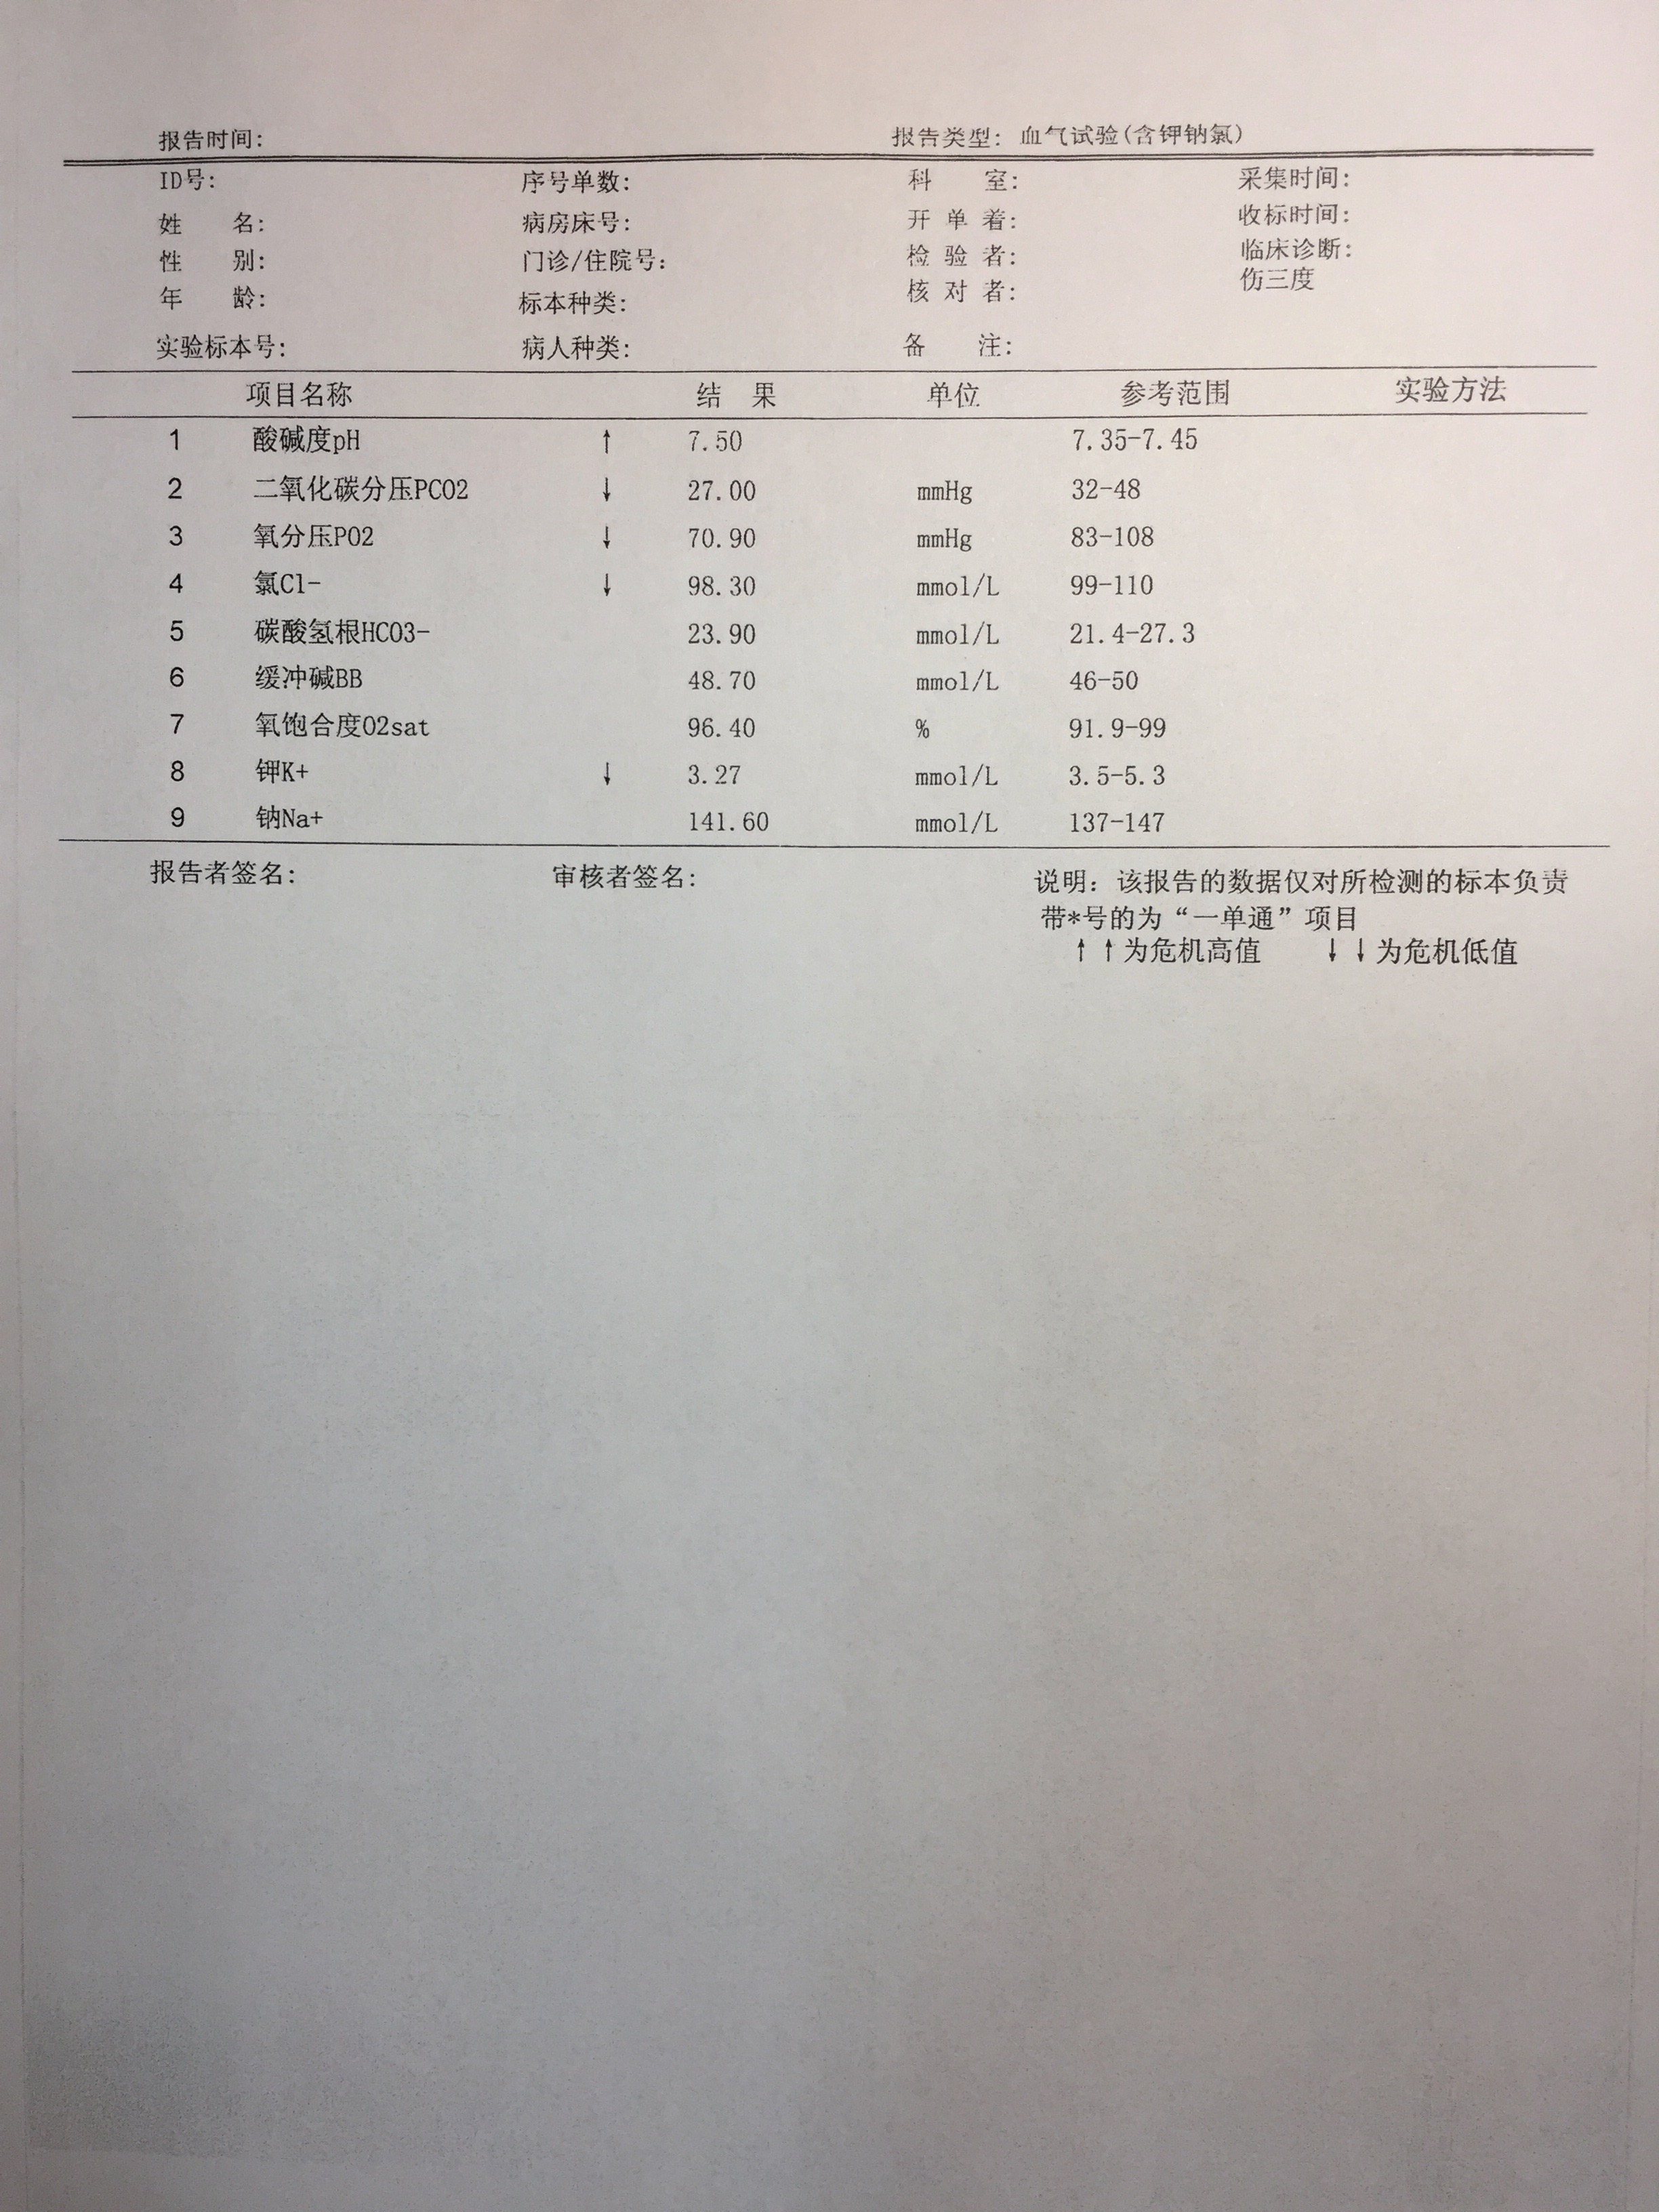 报告时间: 报告类型: 血气试验(含钾钠氯)
ID号: 序号单数: 科 室: 采集时间:
姓 名: 病房床号: 开 单 着: 收标时间:
性 别: 门诊/住院号: 检 验 者: 临床诊断:
伤三度
年 龄: 标本种类: 核 对 者:
实验标本号: 病人种类: 备 注:
项目名称 结 果 单位 参考范围 实验方法
1 酸碱度pH ↑ 7.50 7.35-7.45
2 二氧化碳分压PCO2 ↓ 27.00 mmHg 32-48
3 氧分压PO2 ↓ 70.90 mmHg 83-108
4 氯Cl- ↓ 98.30 mmol/L 99-110
5 碳酸氢根HCO3- 23.90 mmol/L 21.4-27.3
6 缓冲碱BB 48.70 mmol/L 46-50
7 氧饱合度O2sat 96.40 % 91.9-99
8 钾K+ ↓ 3.27 mmol/L 3.5-5.3
9 钠Na+ 141.60 mmol/L 137-147
报告者签名: 审核者签名: 说明: 该报告的数据仅对所检测的标本负责
带*号的为“一单通”项目
↑↑为危机高值 ↓↓为危机低值